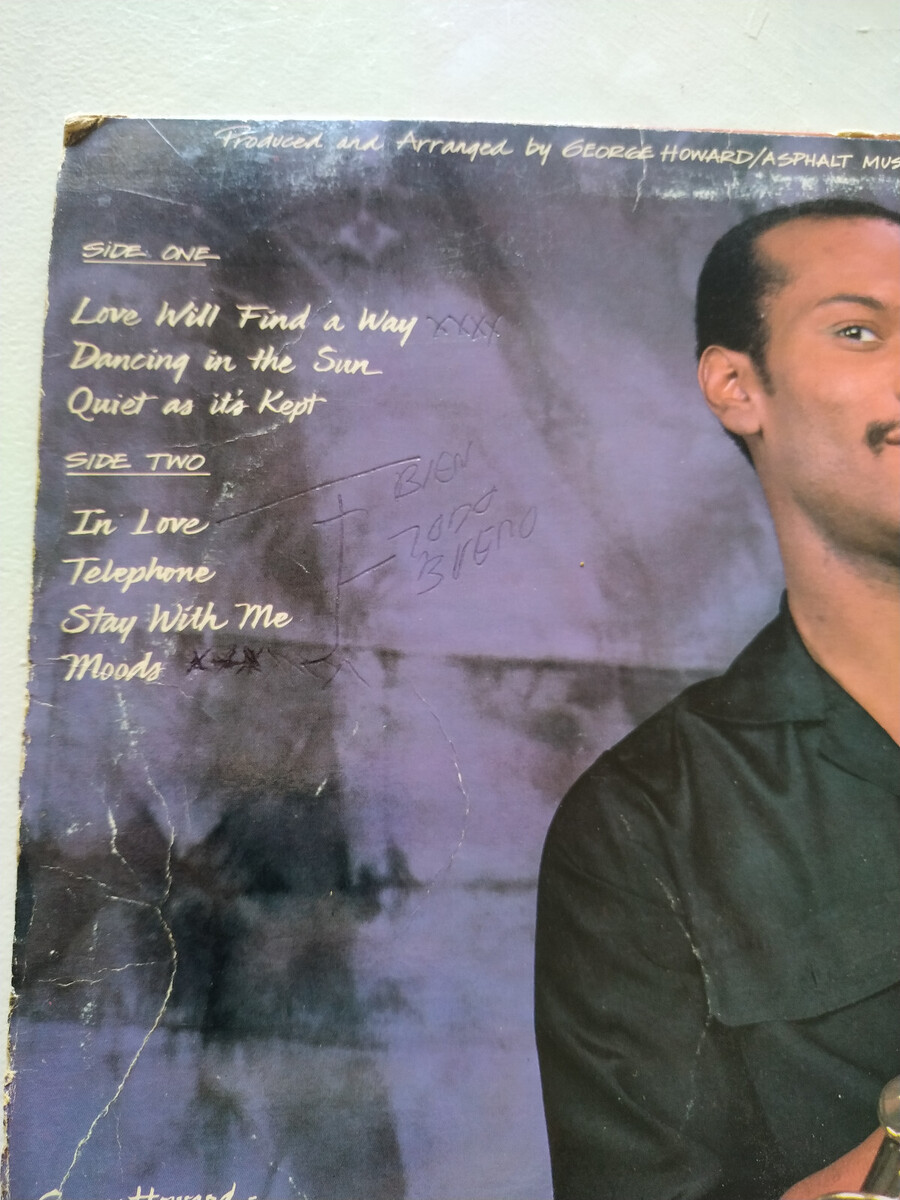 Produced and Arranged by GEORGE HOWARD/ASPHALT MUS
SIDE ONE
Love Will Find a Way XXXX
Dancing in the Sun
Quiet as it's Kept
SIDE TWO
BIEN
In Love
TODO
BUENO
Telephone
Stay With Me
Moods XXX X
Howard